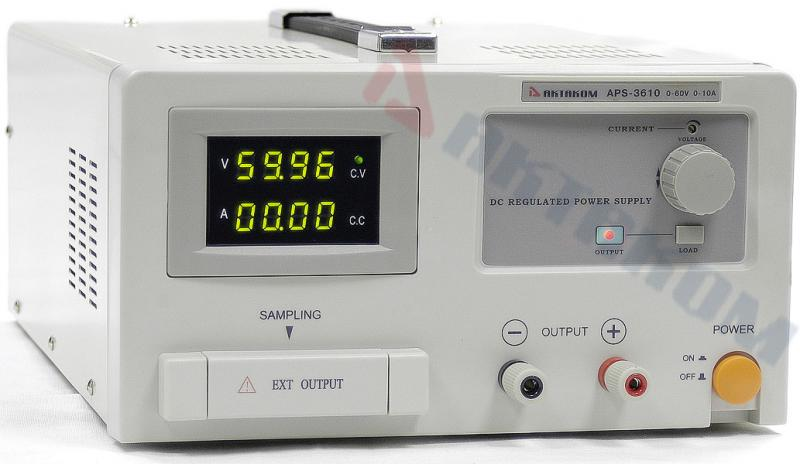 AKTAKOM APS-3610 0-60V 0-10A
AKTAKOM
CURRENT
VOLTAGE
V 59.96 C.V
A 00.00 C.C
DC REGULATED POWER SUPPLY
OUTPUT LOAD
SAMPLING
EXT OUTPUT
− OUTPUT +
POWER
ON
OFF